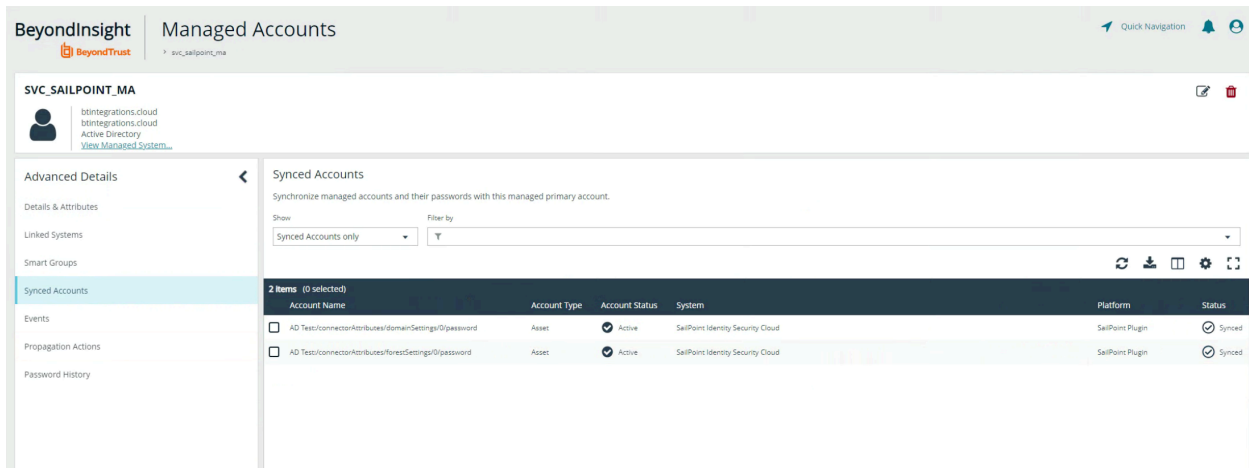 BeyondInsight
BeyondTrust
Managed Accounts
> svc_sailpoint_ma
Quick Navigation
SVC_SAILPOINT_MA
btintegrations.cloud
btintegrations.cloud
Active Directory
View Managed System...
Advanced Details
Details & Attributes
Linked Systems
Smart Groups
Synced Accounts
Events
Propagation Actions
Password History
Synced Accounts
Synchronize managed accounts and their passwords with this managed primary account.
Show Filter by
Synced Accounts only
2 items (0 selected)
Account Name Account Type Account Status System Platform Status
AD Test:/connectorAttributes/domainSettings/0/password Asset Active SailPoint Identity Security Cloud SailPoint Plugin Synced
AD Test:/connectorAttributes/forestSettings/0/password Asset Active SailPoint Identity Security Cloud SailPoint Plugin Synced